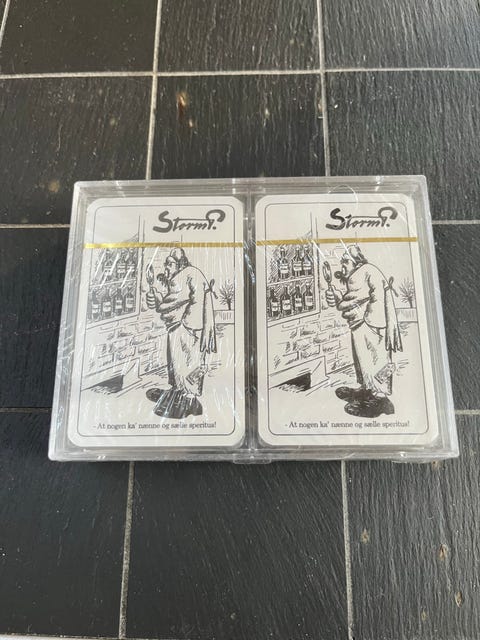 Storm P.
- At nogen ka' nænne og sælle speritus!
Storm P.
- At nogen ka' nænne og sælle speritus!